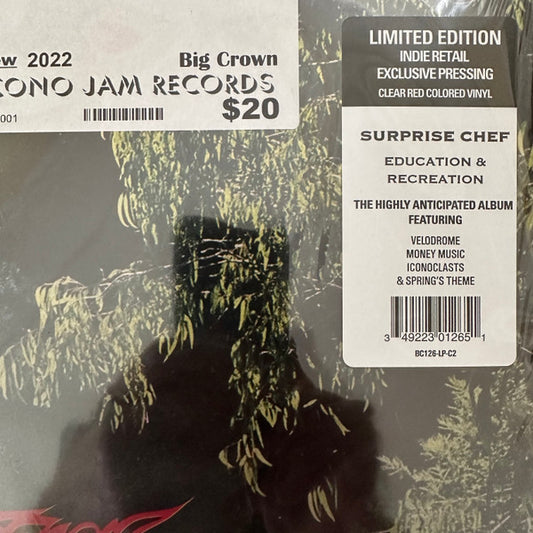 ew 2022 Big Crown
CONO JAM RECORDS
$20
001
LIMITED EDITION
INDIE RETAIL
EXCLUSIVE PRESSING
CLEAR RED COLORED VINYL
SURPRISE CHEF
EDUCATION &
RECREATION
THE HIGHLY ANTICIPATED ALBUM
FEATURING
VELODROME
MONEY MUSIC
ICONOCLASTS
& SPRING'S THEME
3 49223 01265 1
BC126-LP-C2